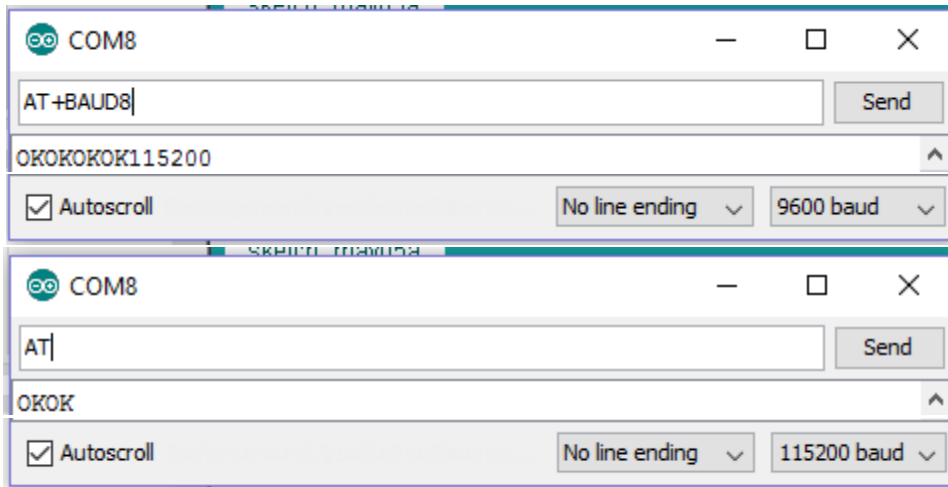 COM8
AT+BAUD8
Send
OKOKOKOK115200
Autoscroll
No line ending
9600 baud
COM8
AT
Send
OKOK
Autoscroll
No line ending
115200 baud